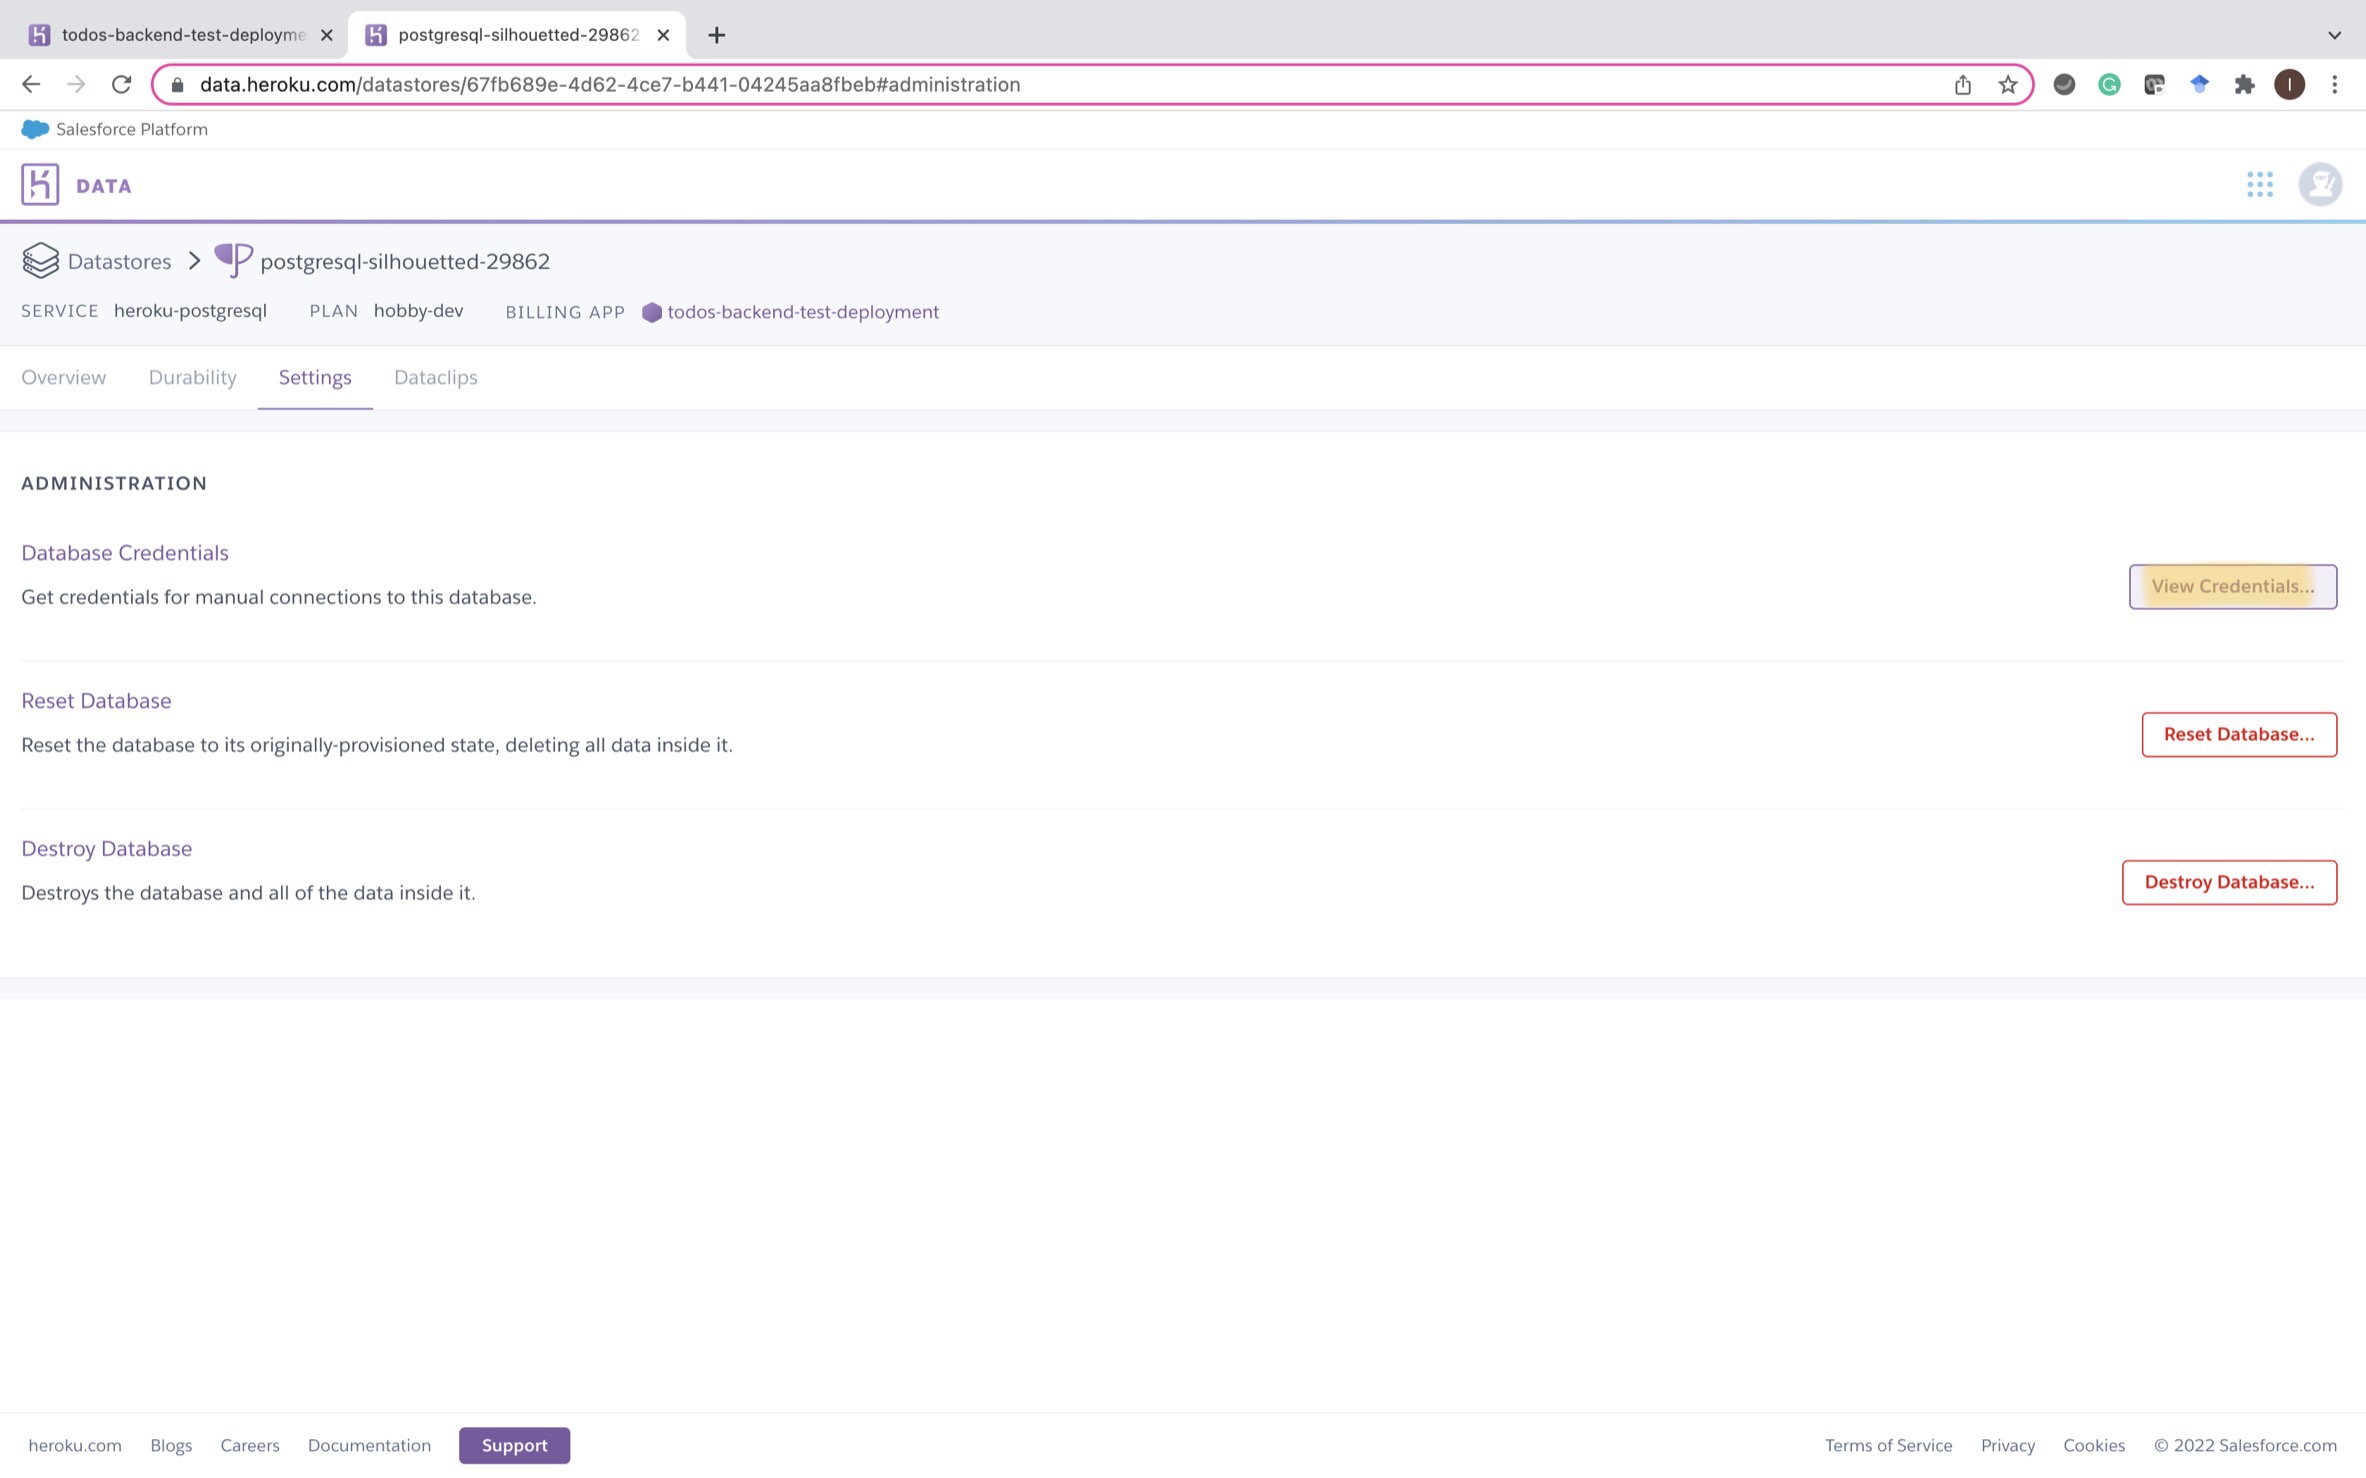 todos-backend-test-deployme
postgresql-silhouetted-29862
data.heroku.com/datastores/67fb689e-4d62-4ce7-b441-04245aa8fbeb#administration
I
Salesforce Platform
DATA
Datastores
postgresql-silhouetted-29862
SERVICE heroku-postgresql PLAN hobby-dev BILLING APP todos-backend-test-deployment
Overview Durability Settings Dataclips
ADMINISTRATION
Database Credentials
Get credentials for manual connections to this database.
View Credentials...
Reset Database
Reset the database to its originally-provisioned state, deleting all data inside it.
Reset Database...
Destroy Database
Destroys the database and all of the data inside it.
Destroy Database...
heroku.com Blogs Careers Documentation Support Terms of Service Privacy Cookies © 2022 Salesforce.com